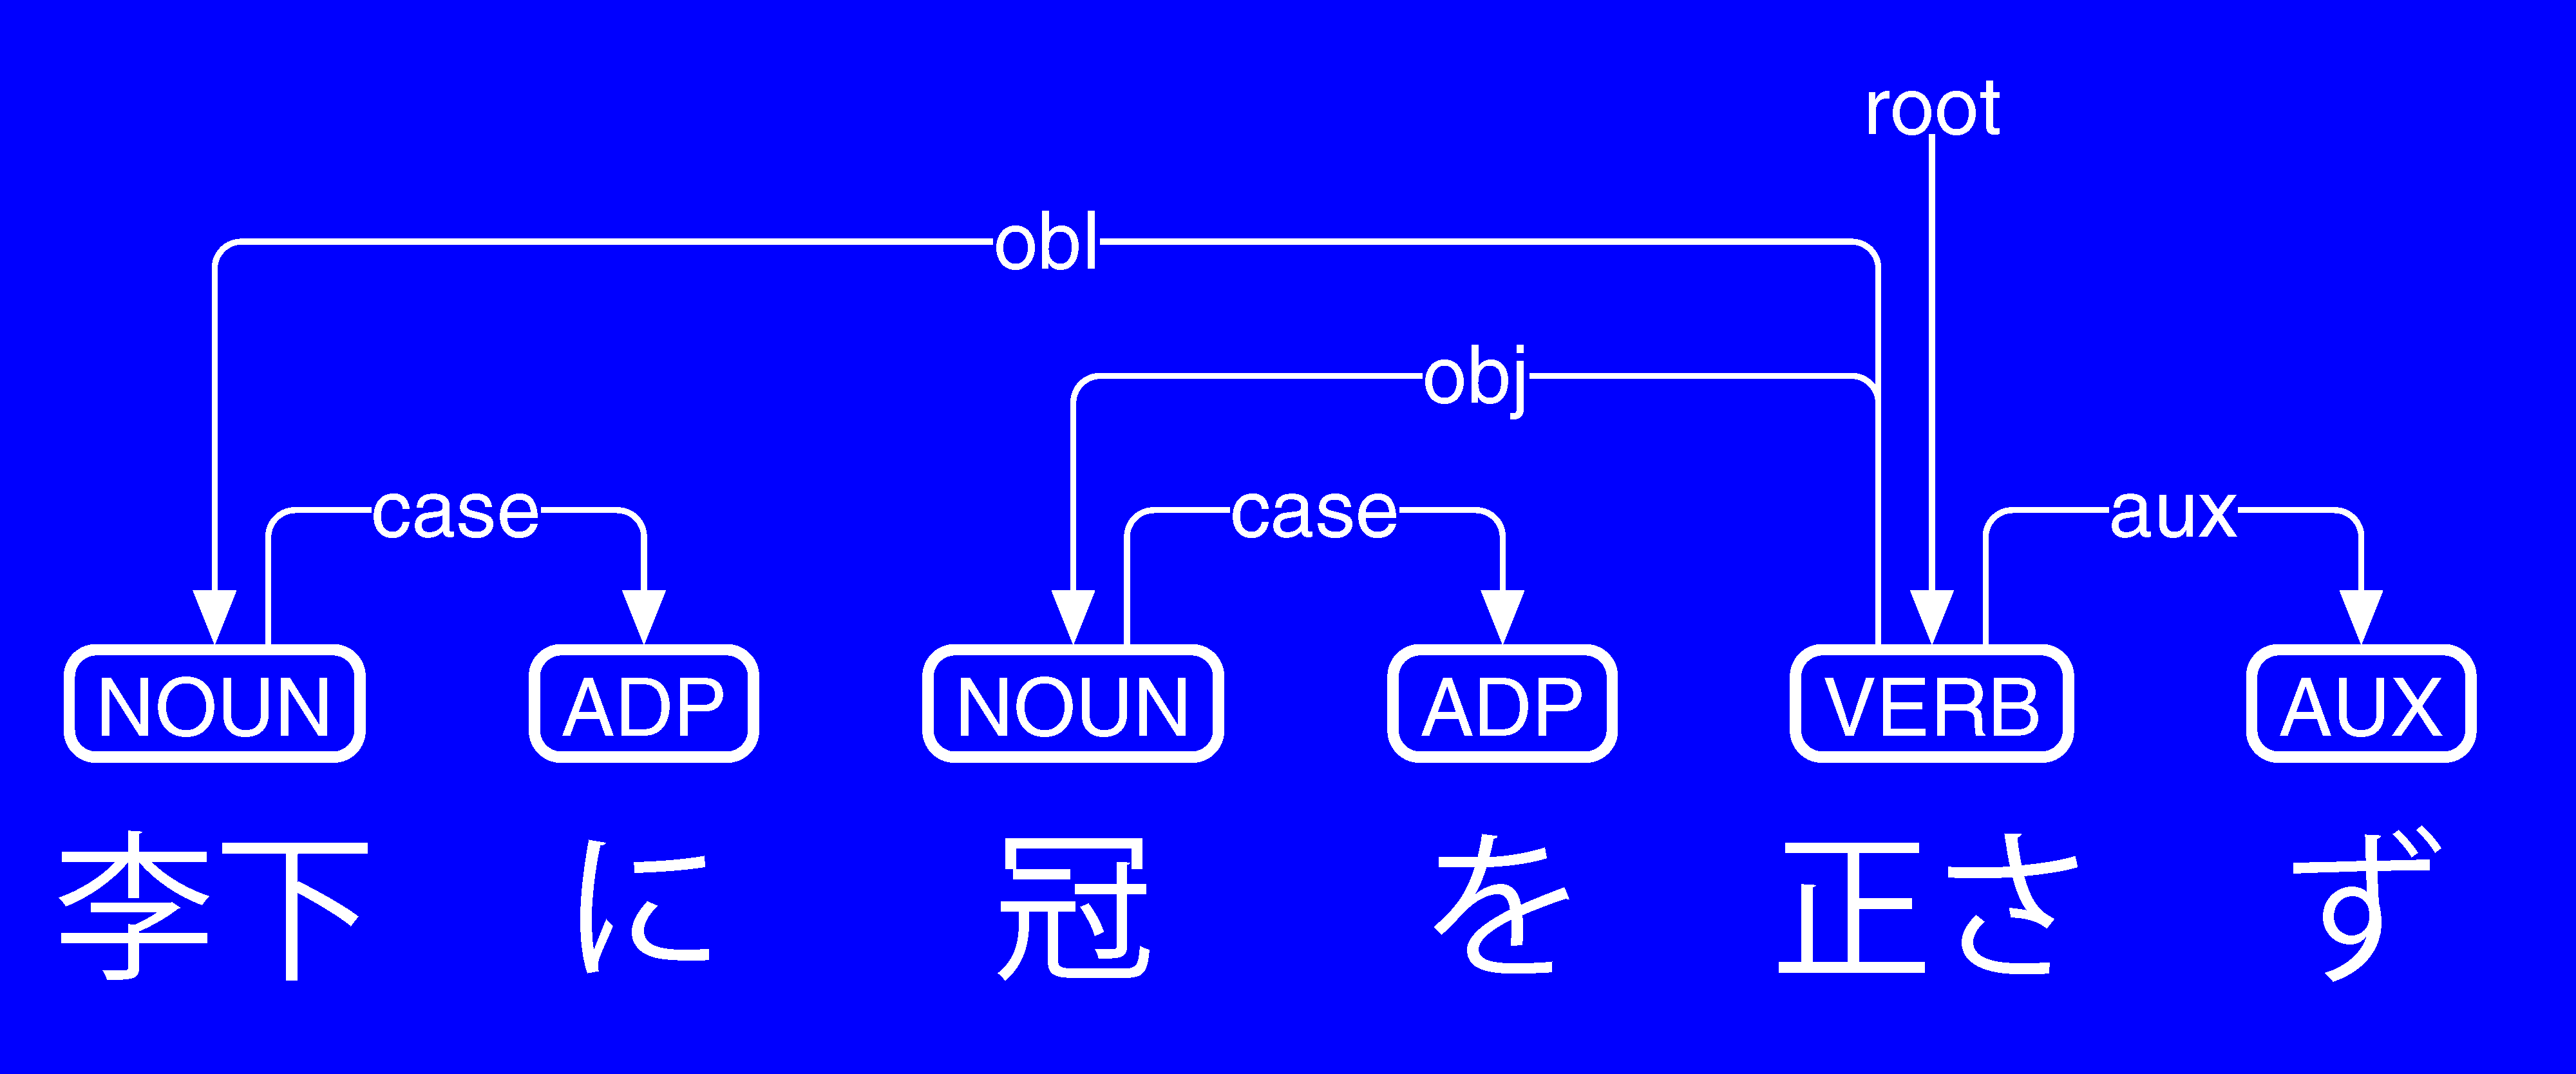 root
obl
obj
case case aux
NOUN ADP NOUN ADP VERB AUX
李下 に 冠 を 正さ ず